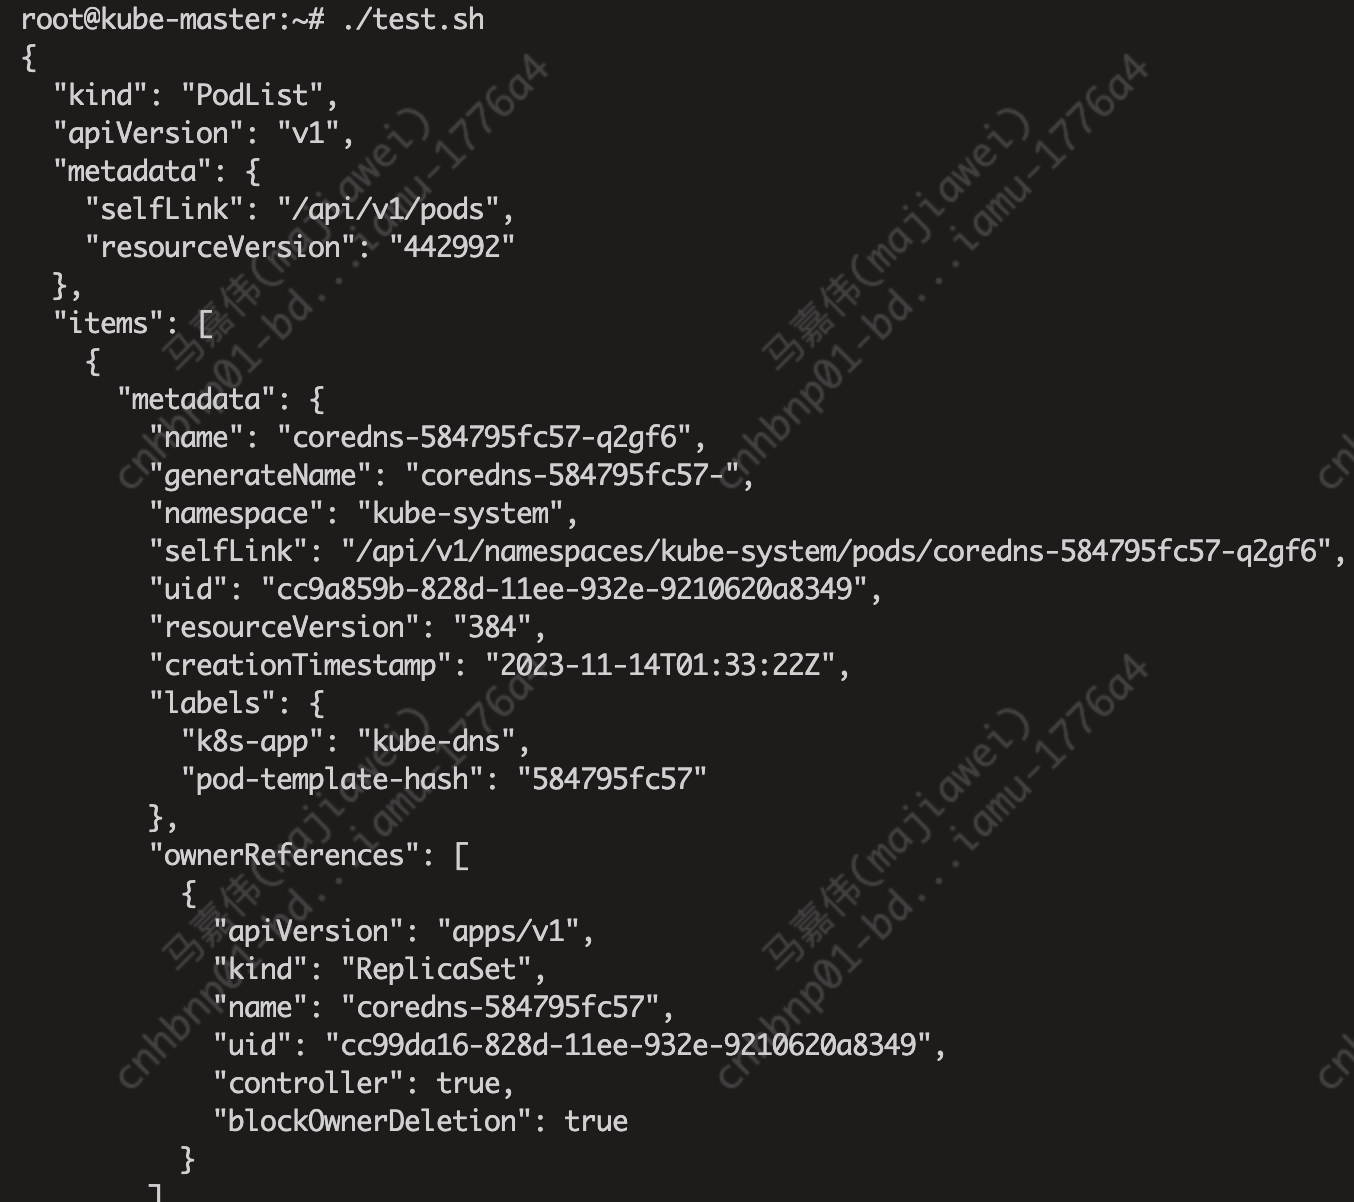 root@kube-master:~# ./test.sh
{
  "kind": "PodList",
  "apiVersion": "v1",
  "metadata": {
    "selfLink": "/api/v1/pods",
    "resourceVersion": "442992"
  },
  "items": [
    {
      "metadata": {
        "name": "coredns-584795fc57-q2gf6",
        "generateName": "coredns-584795fc57-",
        "namespace": "kube-system",
        "selfLink": "/api/v1/namespaces/kube-system/pods/coredns-584795fc57-q2gf6",
        "uid": "cc9a859b-828d-11ee-932e-9210620a8349",
        "resourceVersion": "384",
        "creationTimestamp": "2023-11-14T01:33:22Z",
        "labels": {
          "k8s-app": "kube-dns",
          "pod-template-hash": "584795fc57"
        },
        "ownerReferences": [
          {
            "apiVersion": "apps/v1",
            "kind": "ReplicaSet",
            "name": "coredns-584795fc57",
            "uid": "cc99da16-828d-11ee-932e-9210620a8349",
            "controller": true,
            "blockOwnerDeletion": true
          }
        ]
马嘉伟(majiawei)
cnhbnp01-bd...iamu-1776a4
马嘉伟(majiawei)
cnhbnp01-bd...iamu-1776a4
cnh
马嘉伟(majiawei)
cnhbnp01-bd...iamu-1776a4
马嘉伟(majiawei)
cnhbnp01-bd...iamu-1776a4
cnh